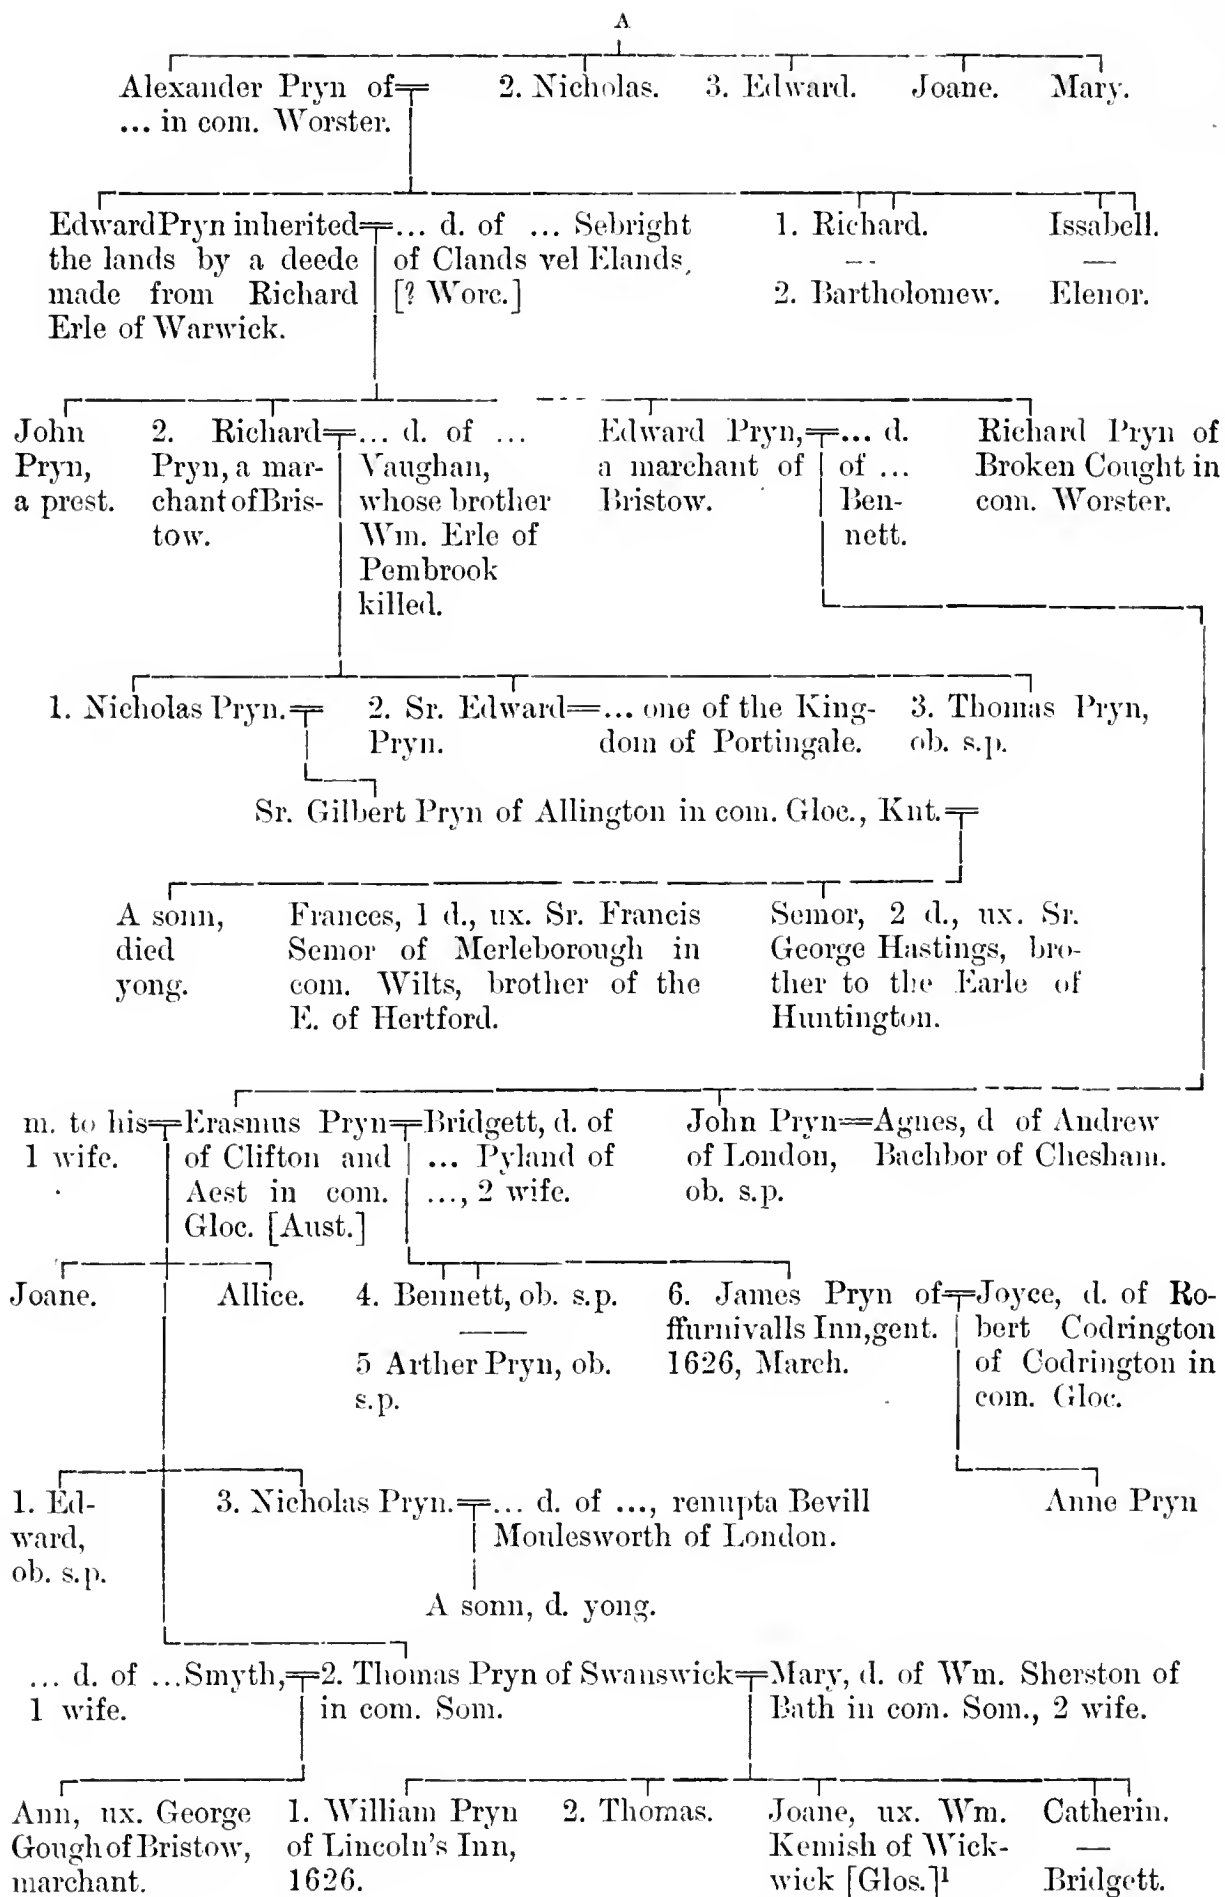 A
Alexander Pryn of
... in com. Worster.
2. Nicholas.
3. Edward.
Joane.
Mary.
Edward Pryn inherited
the lands by a deede
made from Richard
Erle of Warwick.
... d. of ... Sebright
of Clands vel Elands,
[? Worc.]
1. Richard.
2. Bartholomew.
Issabell.
Elenor.
John
Pryn,
a prest.
2. Richard
Pryn, a mar-
chant of Bris-
tow.
... d. of ...
Vaughan,
whose brother
Wm. Erle of
Pembrook
killed.
Edward Pryn,
a marchant of
Bristow.
... d.
of ...
Ben-
nett.
Richard Pryn of
Broken Cought in
com. Worster.
1. Nicholas Pryn.
2. Sr. Edward
Pryn.
... one of the King-
dom of Portingale.
3. Thomas Pryn,
ob. s.p.
Sr. Gilbert Pryn of Allington in com. Gloc., Knt.
A sonn,
died
yong.
Frances, 1 d., ux. Sr. Francis
Semor of Merleborough in
com. Wilts, brother of the
E. of Hertford.
Semor, 2 d., ux. Sr.
George Hastings, bro-
ther to the Earle of
Huntington.
m. to his
1 wife.
Erasmus Pryn
of Clifton and
Aest in com.
Gloc. [Aust.]
Bridgett, d. of
... Pyland of
..., 2 wife.
John Pryn
of London,
ob. s.p.
Agnes, d of Andrew
Bachbor of Chesham.
Joane.
Allice.
4. Bennett, ob. s.p.
5 Arther Pryn, ob.
s.p.
6. James Pryn of
ffurnivalls Inn, gent.
1626, March.
Joyce, d. of Ro-
bert Codrington
of Codrington in
com. Gloc.
1. Ed-
ward,
ob. s.p.
3. Nicholas Pryn.
... d. of ..., renupta Bevill
Moulesworth of London.
Anne Pryn
A sonn, d. yong.
... d. of ... Smyth,
1 wife.
2. Thomas Pryn of Swanswick
in com. Som.
Mary, d. of Wm. Sherston of
Bath in com. Som., 2 wife.
Ann, ux. George
Gough of Bristow,
marchant.
1. William Pryn
of Lincoln's Inn,
1626.
2. Thomas.
Joane, ux. Wm.
Kemish of Wick-
wick [Glos.]¹
Catherin.
Bridgett.